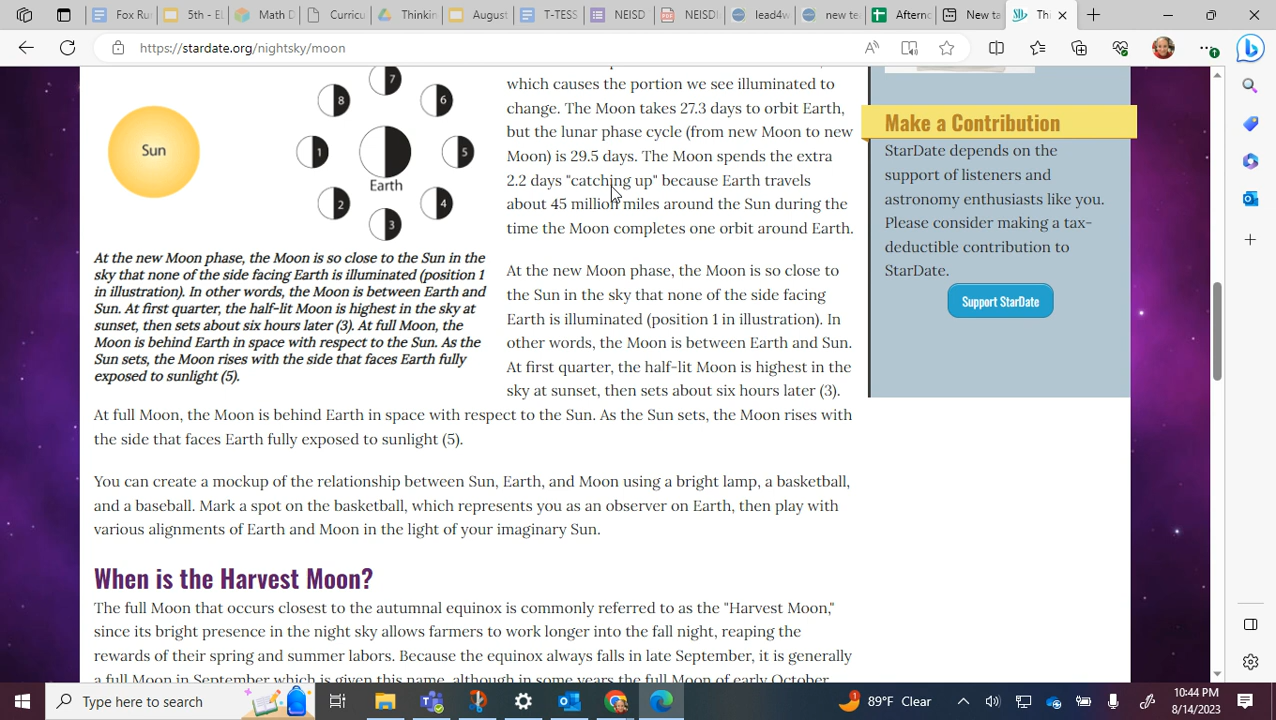 Fox Ru
5th - EL
Math D
Curricu
Thinkin
August
T-TESS
NEISD
NEISDI
lead4w
new te
Afterno
New ta
Th
https://stardate.org/nightsky/moon
7
8
6
1
5
2
4
3
Sun
Earth
which causes the portion we see illuminated to
change. The Moon takes 27.3 days to orbit Earth,
but the lunar phase cycle (from new Moon to new
Moon) is 29.5 days. The Moon spends the extra
2.2 days "catching up" because Earth travels
about 45 million miles around the Sun during the
time the Moon completes one orbit around Earth.
At the new Moon phase, the Moon is so close to the Sun in the
sky that none of the side facing Earth is illuminated (position 1
in illustration). In other words, the Moon is between Earth and
Sun. At first quarter, the half-lit Moon is highest in the sky at
sunset, then sets about six hours later (3). At full Moon, the
Moon is behind Earth in space with respect to the Sun. As the
Sun sets, the Moon rises with the side that faces Earth fully
exposed to sunlight (5).
At the new Moon phase, the Moon is so close to
the Sun in the sky that none of the side facing
Earth is illuminated (position 1 in illustration). In
other words, the Moon is between Earth and Sun.
At first quarter, the half-lit Moon is highest in the
sky at sunset, then sets about six hours later (3).
At full Moon, the Moon is behind Earth in space with respect to the Sun. As the Sun sets, the Moon rises with
the side that faces Earth fully exposed to sunlight (5).
You can create a mockup of the relationship between Sun, Earth, and Moon using a bright lamp, a basketball,
and a baseball. Mark a spot on the basketball, which represents you as an observer on Earth, then play with
various alignments of Earth and Moon in the light of your imaginary Sun.
When is the Harvest Moon?
The full Moon that occurs closest to the autumnal equinox is commonly referred to as the "Harvest Moon,"
since its bright presence in the night sky allows farmers to work longer into the fall night, reaping the
rewards of their spring and summer labors. Because the equinox always falls in late September, it is generally
a full Moon in September which is given this name, although in some years the full Moon of early October
Make a Contribution
StarDate depends on the
support of listeners and
astronomy enthusiasts like you.
Please consider making a tax-
deductible contribution to
StarDate.
Support StarDate
Type here to search
1
89°F Clear
10:44 PM
8/14/2023